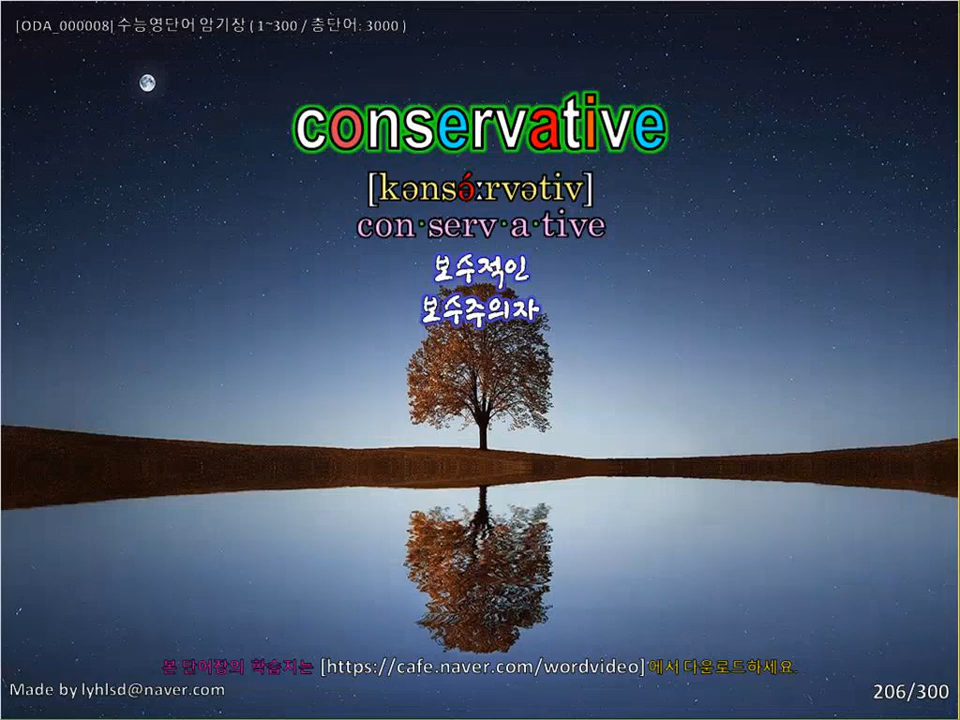 [ODA_000008] 수능영단어 암기장 ( 1~300 / 총단어: 3000 )
conservative
[kənsə́ːrvətiv]
con·serv·a·tive
보수적인
보수주의자
본 단어장의 학습지는 [https://cafe.naver.com/wordvideo]에서 다운로드하세요.
Made by lyhlsd@naver.com
206/300